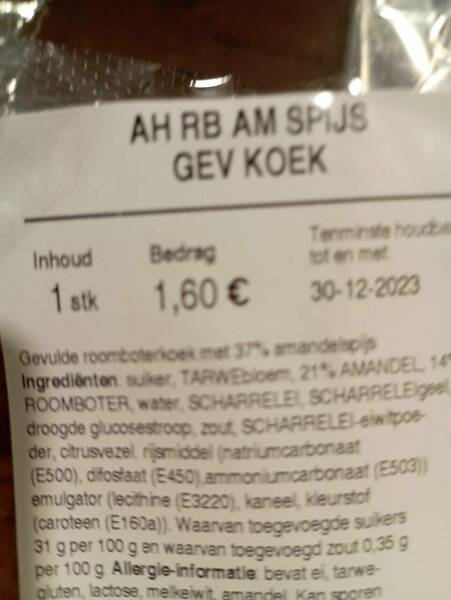 AH RB AM SPIJS
GEV KOEK
Inhoud Bedrag Tenminste houdba
tot en met
1 stk 1,60 € 30-12-2023
Gevulde roomboterkoek met 37% amandelspijs
Ingrediënten: suiker, TARWEbloem, 21% AMANDEL, 14%
ROOMBOTER, water, SCHARRELEI, SCHARRELEIgeel,
droogde glucosestroop, zout, SCHARRELEI-eiwitpoe-
der, citrusvezel, rijsmiddel (natriumcarbonaat
(E500), difosfaat (E450),ammoniumcarbonaat (E503))
emulgator (lecithine (E3220), kaneel, kleurstof
(caroteen (E160a)). Waarvan toegevoegde suikers
31 g per 100 g en waarvan toegevoegd zout 0,35 g
per 100 g. Allergie-informatie: bevat ei, tarwe-
gluten, lactose, melkeiwit, amandel. Kan sporen